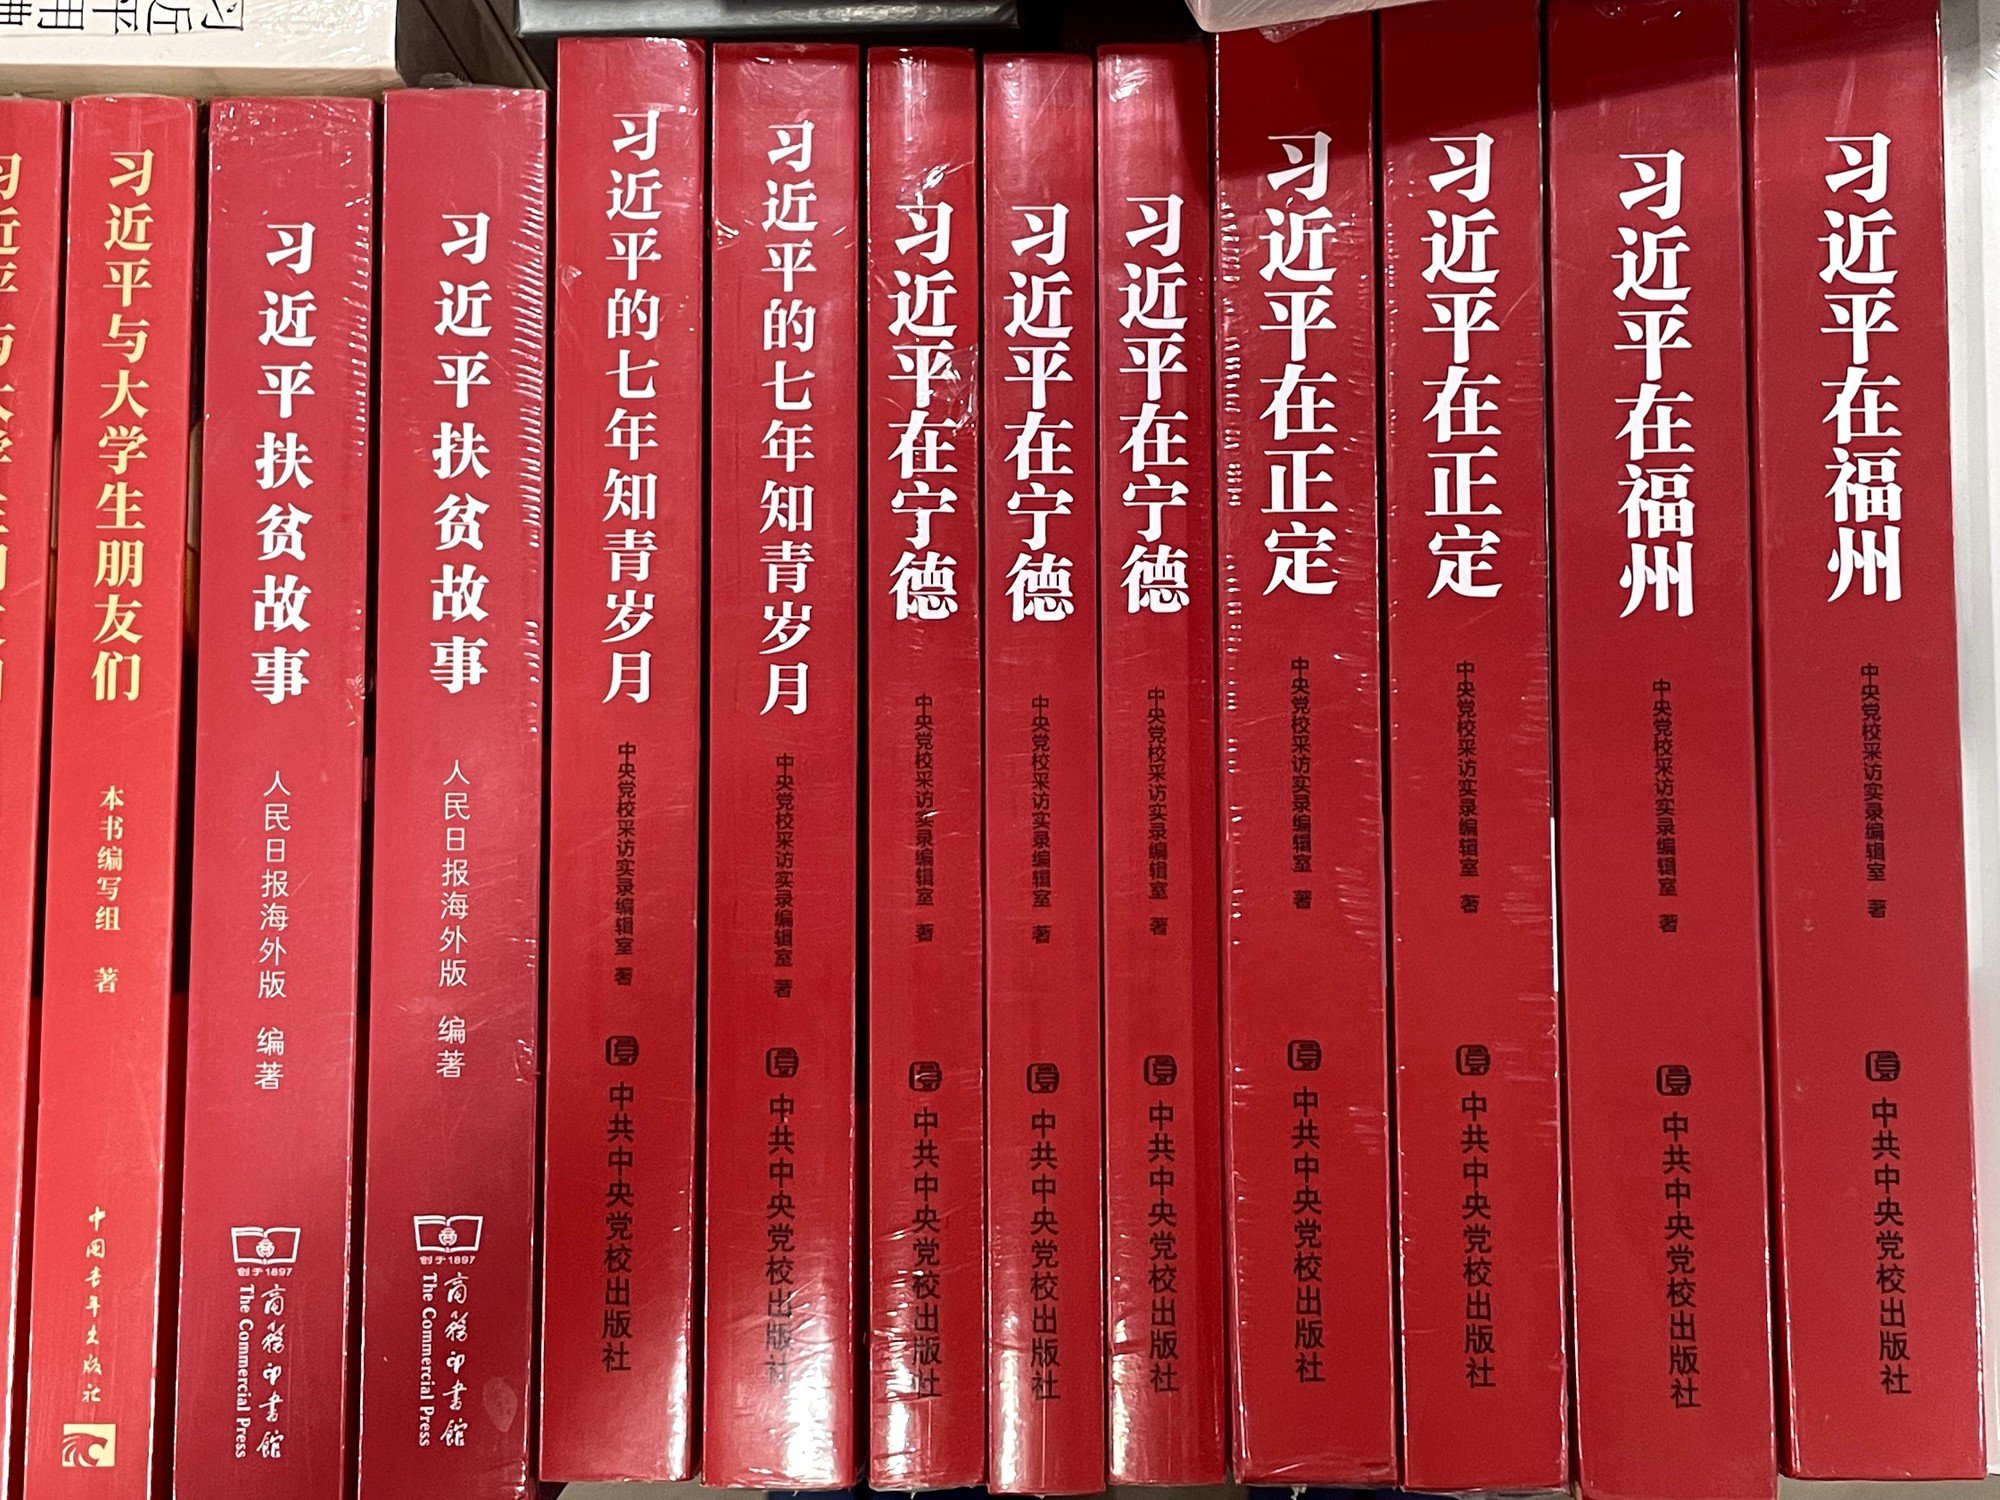 习近平用典
习近平与大学生朋友们
习近平与大学生朋友们
本书编写组 著
中国青年出版社
习近平扶贫故事
人民日报海外版 编著
创于1897
商务印书馆
The Commercial Press
习近平扶贫故事
人民日报海外版 编著
创于1897
商务印书馆
The Commercial Press
习近平的七年知青岁月
中央党校采访实录编辑室 著
中共中央党校出版社
习近平的七年知青岁月
中央党校采访实录编辑室 著
中共中央党校出版社
习近平在宁德
中央党校采访实录编辑室 著
中共中央党校出版社
习近平在宁德
中央党校采访实录编辑室 著
中共中央党校出版社
习近平在宁德
中央党校采访实录编辑室 著
中共中央党校出版社
习近平在正定
中央党校采访实录编辑室 著
中共中央党校出版社
习近平在正定
中央党校采访实录编辑室 著
中共中央党校出版社
习近平在福州
中央党校采访实录编辑室 著
中共中央党校出版社
习近平在福州
中央党校采访实录编辑室 著
中共中央党校出版社